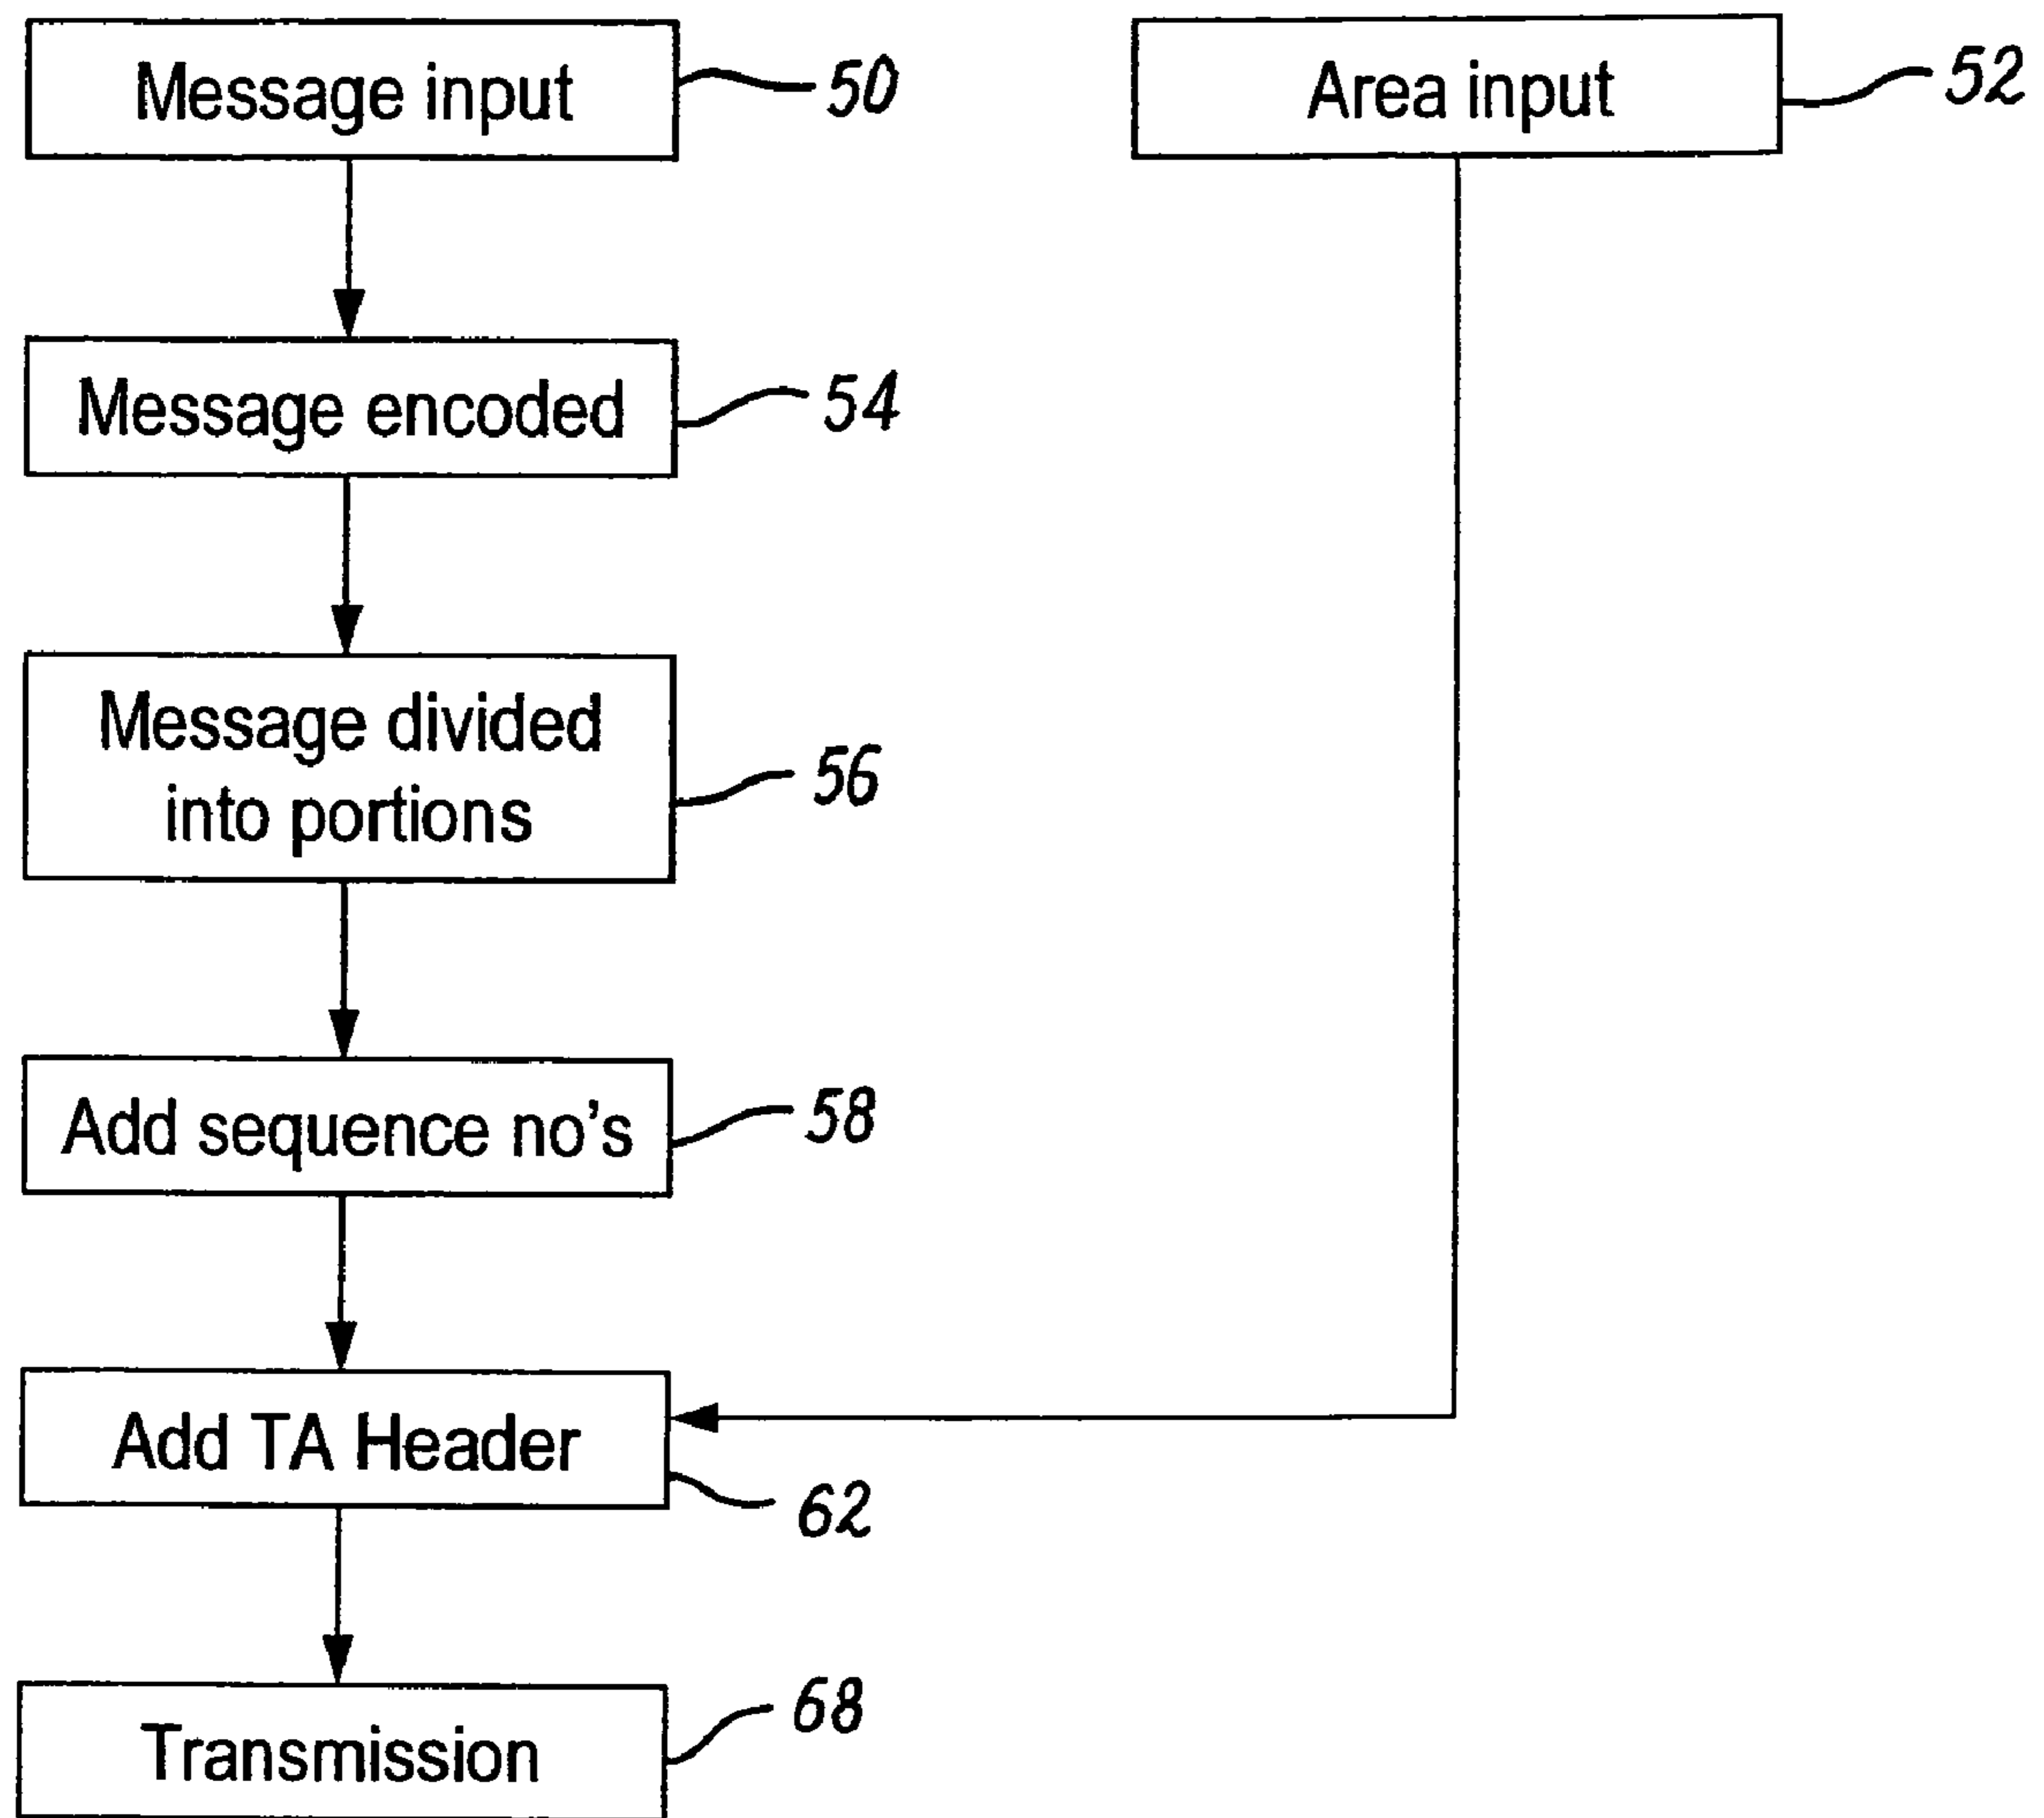 Message input
50
Area input
52
Message encoded
54
Message divided
into portions
56
Add sequence no's
58
Add TA Header
62
Transmission
68